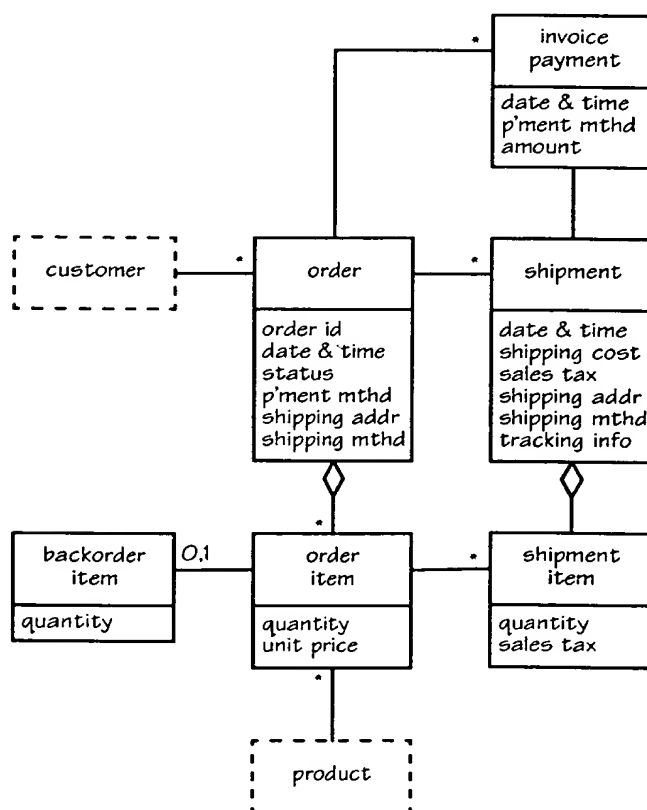 *
invoice
payment
date & time
p'ment mthd
amount
customer
*
order
*
shipment
order id
date & time
status
p'ment mthd
shipping addr
shipping mthd
date & time
shipping cost
sales tax
shipping addr
shipping mthd
tracking info
backorder
item
0,1
*
order
item
*
shipment
item
quantity
quantity
unit price
quantity
sales tax
*
product